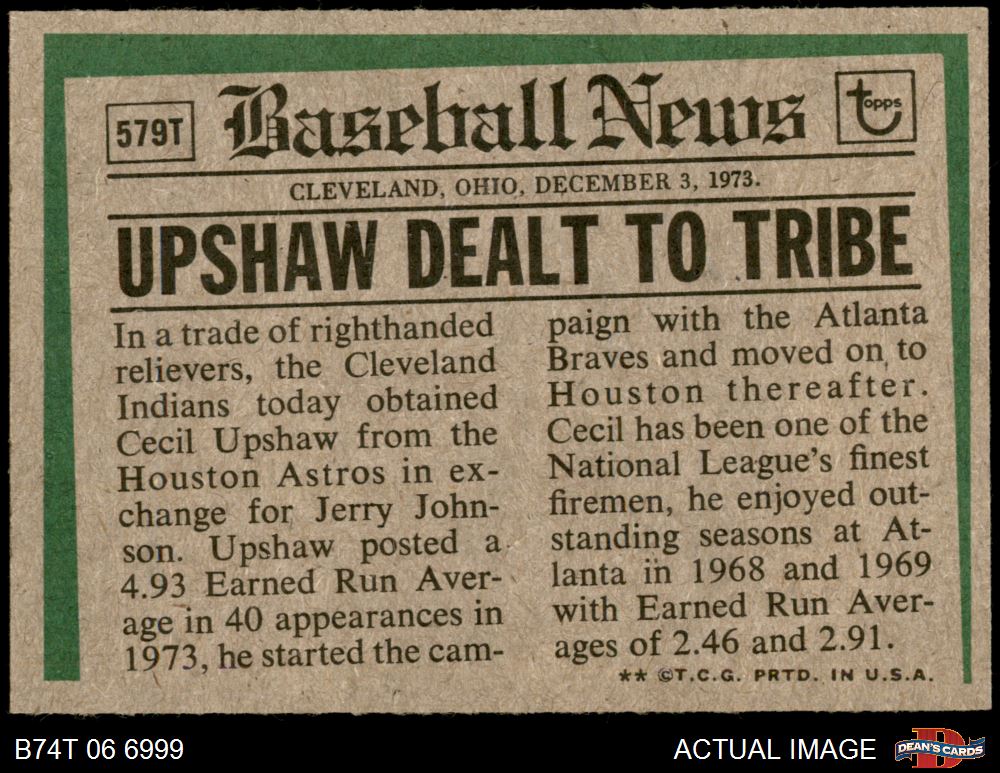 579T
Baseball News
topps
CLEVELAND, OHIO, DECEMBER 3, 1973.
UPSHAW DEALT TO TRIBE
In a trade of righthanded
relievers, the Cleveland
Indians today obtained
Cecil Upshaw from the
Houston Astros in ex-
change for Jerry John-
son. Upshaw posted a
4.93 Earned Run Aver-
age in 40 appearances in
1973, he started the cam-
paign with the Atlanta
Braves and moved on to
Houston thereafter.
Cecil has been one of the
National League's finest
firemen, he enjoyed out-
standing seasons at At-
lanta in 1968 and 1969
with Earned Run Aver-
ages of 2.46 and 2.91.
** ©T.C.G. PRTD. IN U.S.A.
B74T 06 6999
ACTUAL IMAGE
DEAN'S CARDS